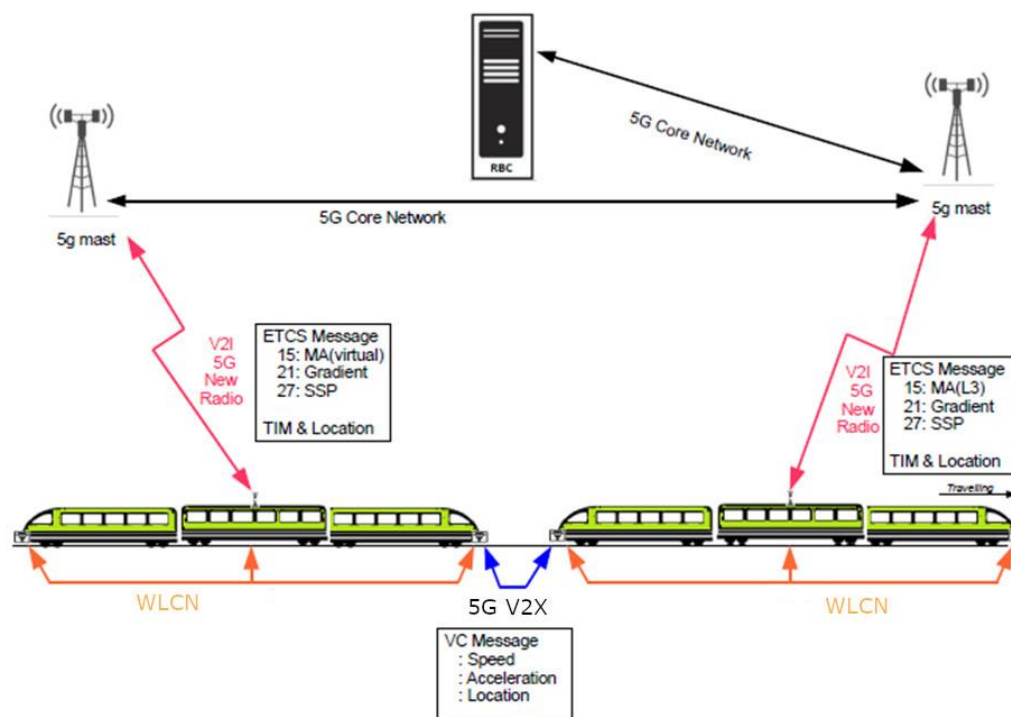 RBC
5G Core Network
5G Core Network
5g mast
5g mast
V2I
5G
New
Radio
ETCS Message
15: MA(virtual)
21: Gradient
27: SSP
TIM & Location
V2I
5G
New
Radio
ETCS Message
15: MA(L3)
21: Gradient
27: SSP
TIM & Location
Travelling
WLCN
5G V2X
WLCN
VC Message
: Speed
: Acceleration
: Location